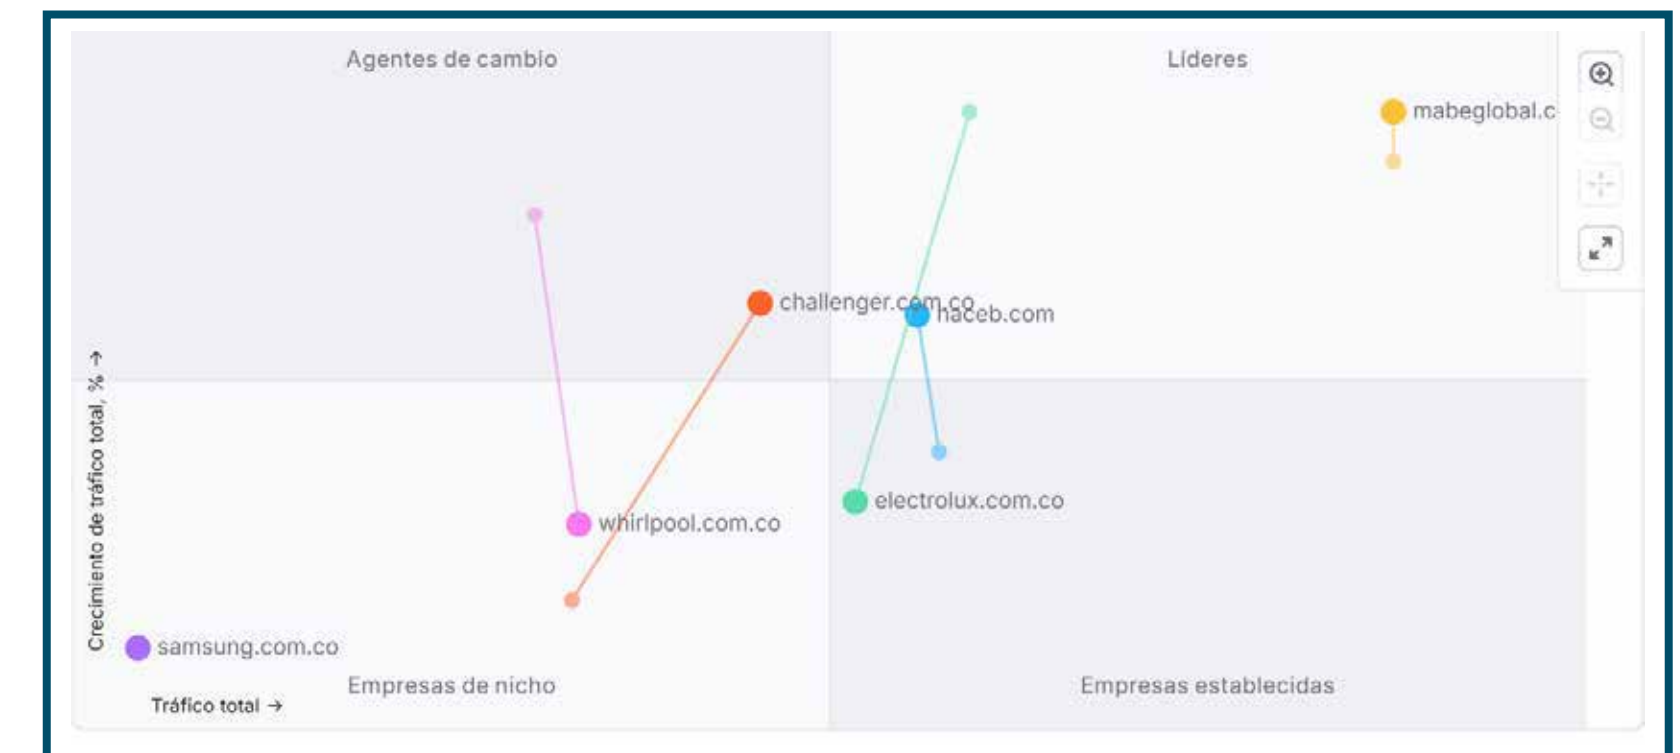 Agentes de cambio
Líderes
mabeglobal.c
challenger.com.co
haceb.com
Crecimiento de tráfico total, % →
electrolux.com.co
whirlpool.com.co
samsung.com.co
Empresas de nicho
Empresas establecidas
Tráfico total →